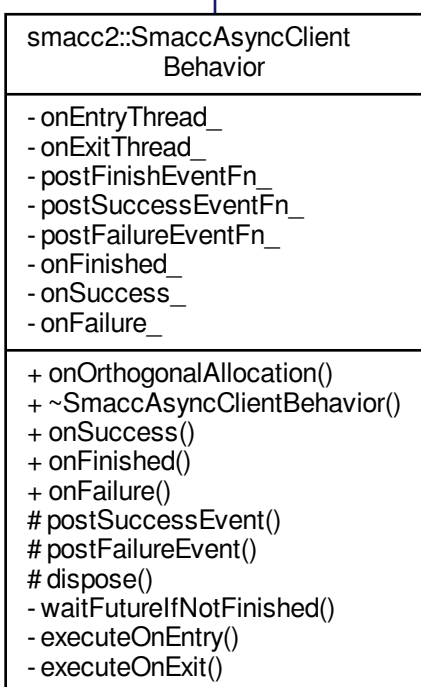 smacc2::SmaccAsyncClient
Behavior
- onEntryThread_
- onExitThread_
- postFinishEventFn_
- postSuccessEventFn_
- postFailureEventFn_
- onFinished_
- onSuccess_
- onFailure_
+ onOrthogonalAllocation()
+ ~SmaccAsyncClientBehavior()
+ onSuccess()
+ onFinished()
+ onFailure()
# postSuccessEvent()
# postFailureEvent()
# dispose()
- waitFutureIfNotFinished()
- executeOnEntry()
- executeOnExit()